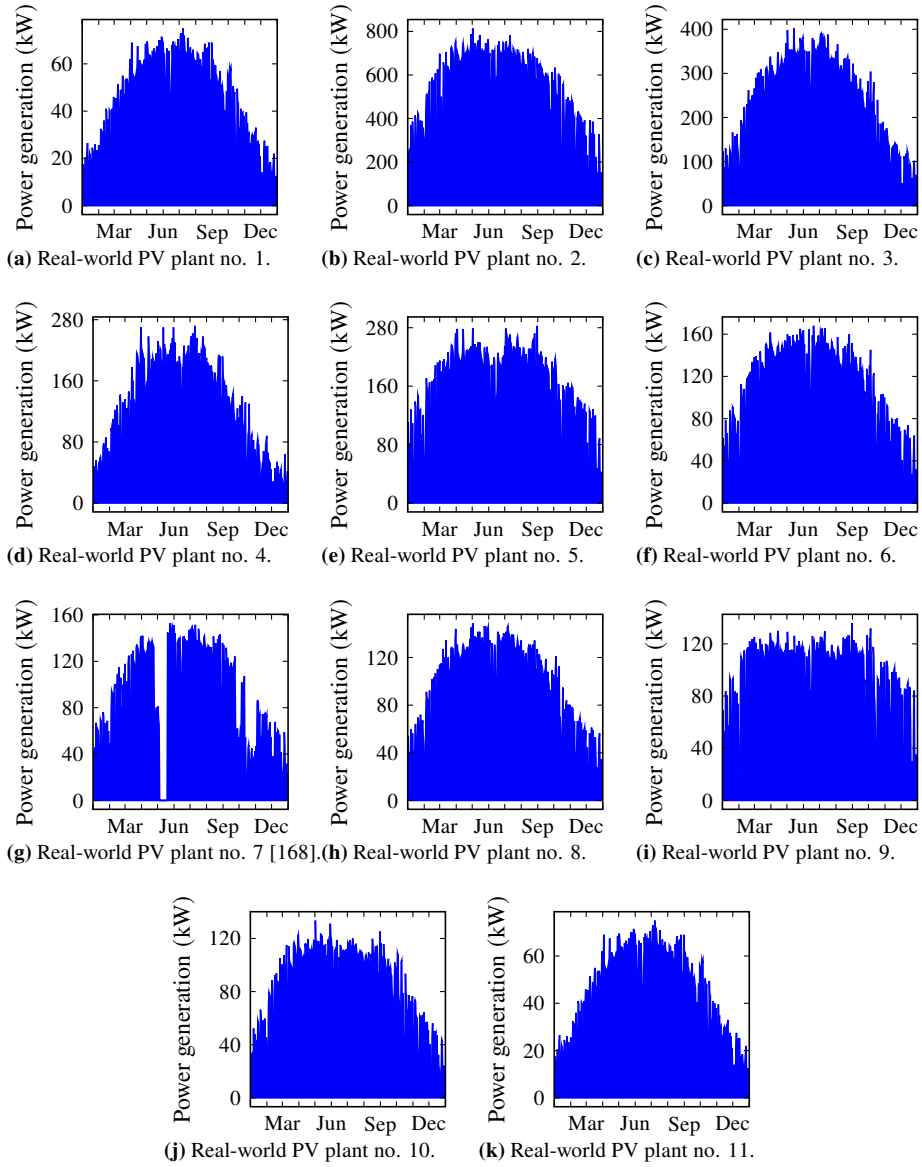 Power generation (kW)
60
40
20
0
Mar Jun Sep Dec
(a) Real-world PV plant no. 1.
Power generation (kW)
800
600
400
200
0
Mar Jun Sep Dec
(b) Real-world PV plant no. 2.
Power generation (kW)
400
300
200
100
0
Mar Jun Sep Dec
(c) Real-world PV plant no. 3.
Power generation (kW)
280
160
80
0
Mar Jun Sep Dec
(d) Real-world PV plant no. 4.
Power generation (kW)
280
160
80
0
Mar Jun Sep Dec
(e) Real-world PV plant no. 5.
Power generation (kW)
160
120
80
40
0
Mar Jun Sep Dec
(f) Real-world PV plant no. 6.
Power generation (kW)
160
120
80
40
0
Mar Jun Sep Dec
(g) Real-world PV plant no. 7 [168].
Power generation (kW)
120
80
40
0
Mar Jun Sep Dec
(h) Real-world PV plant no. 8.
Power generation (kW)
120
80
40
0
Mar Jun Sep Dec
(i) Real-world PV plant no. 9.
Power generation (kW)
120
80
40
0
Mar Jun Sep Dec
(j) Real-world PV plant no. 10.
Power generation (kW)
60
40
20
0
Mar Jun Sep Dec
(k) Real-world PV plant no. 11.